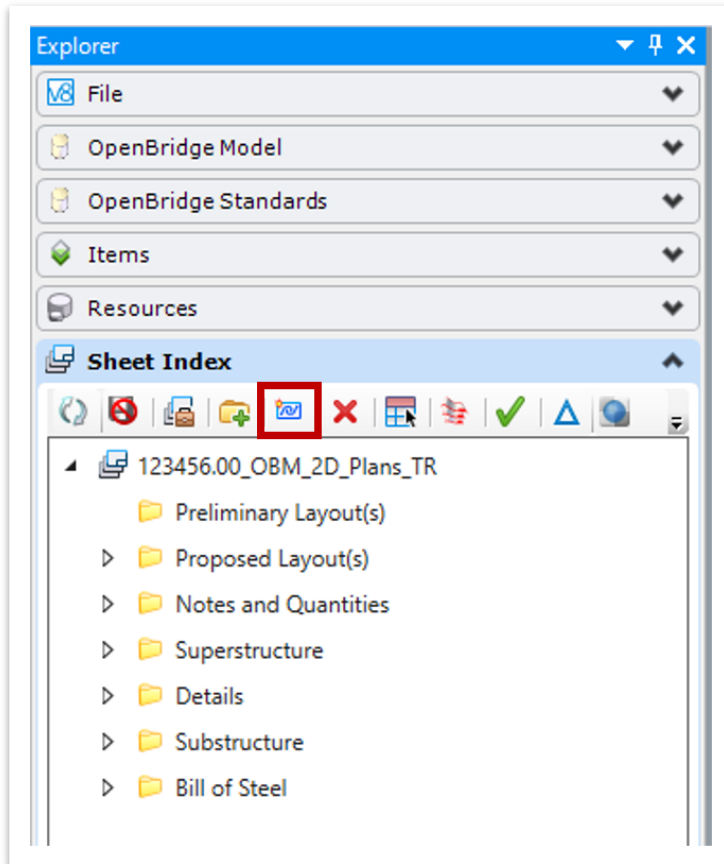 Explorer
V8 File
OpenBridge Model
OpenBridge Standards
Items
Resources
Sheet Index
123456.00_OBM_2D_Plans_TR
Preliminary Layout(s)
Proposed Layout(s)
Notes and Quantities
Superstructure
Details
Substructure
Bill of Steel